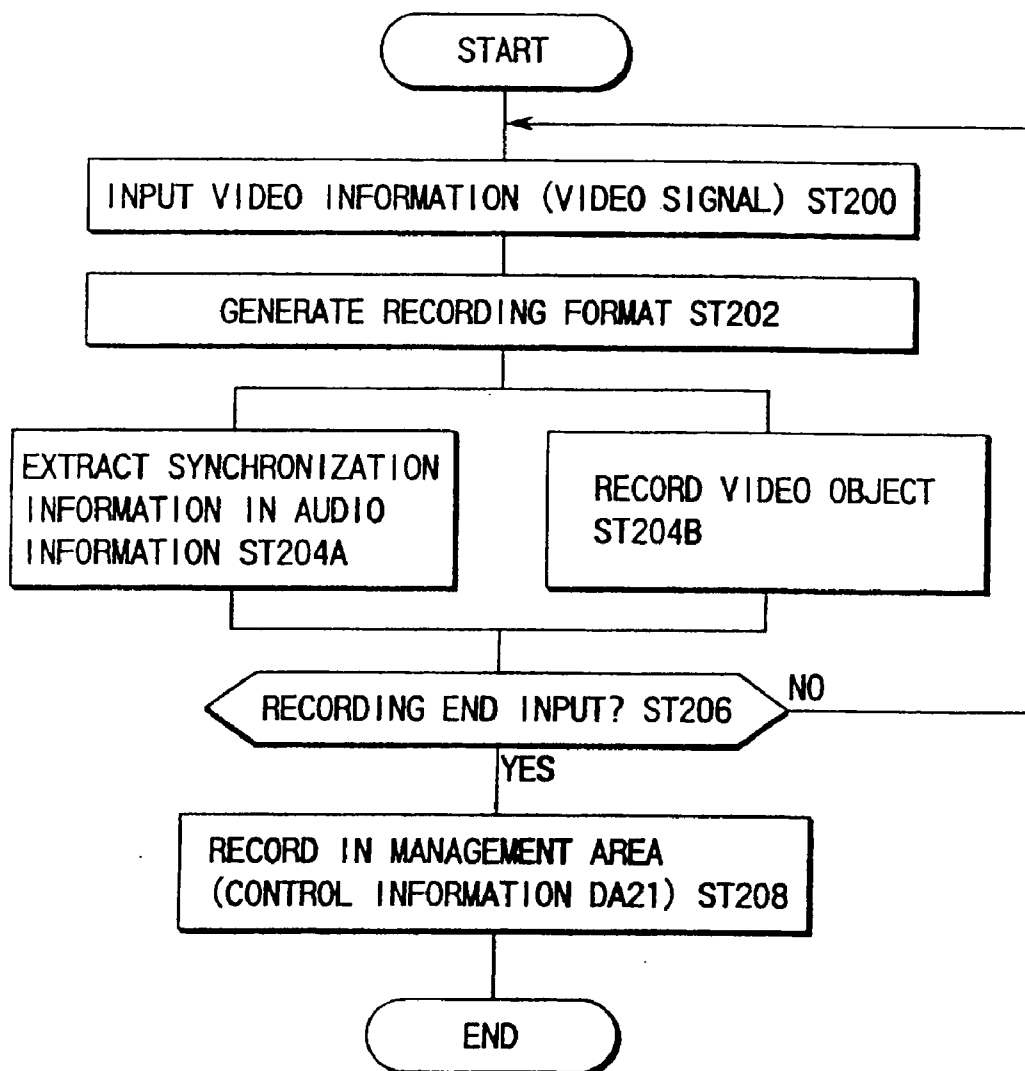 START
INPUT VIDEO INFORMATION (VIDEO SIGNAL) ST200
GENERATE RECORDING FORMAT ST202
EXTRACT SYNCHRONIZATION
INFORMATION IN AUDIO
INFORMATION ST204A
RECORD VIDEO OBJECT
ST204B
RECORDING END INPUT? ST206
NO
YES
RECORD IN MANAGEMENT AREA
(CONTROL INFORMATION DA21) ST208
END